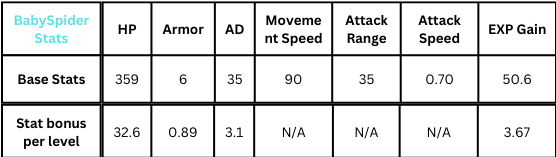 BabySpider Stats HP Armor AD Moveme nt Speed Attack Range Attack Speed EXP Gain
Base Stats 359 6 35 90 35 0.70 50.6
Stat bonus per level 32.6 0.89 3.1 N/A N/A N/A 3.67